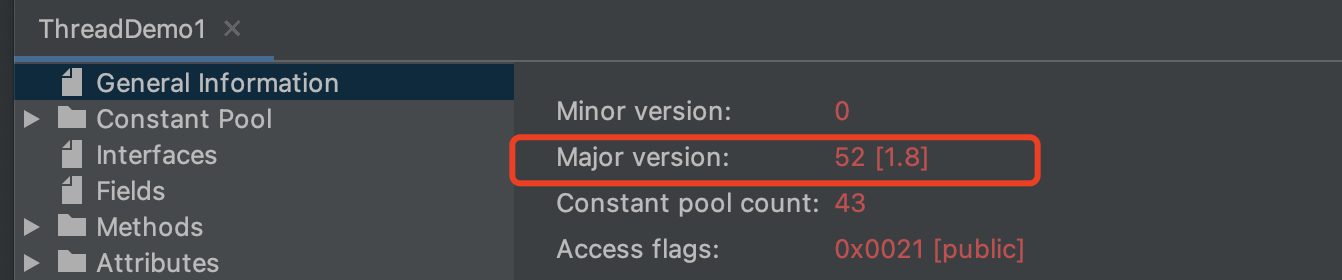 ThreadDemo1
General Information
Constant Pool
Interfaces
Fields
Methods
Attributes
Minor version: 0
Major version: 52 [1.8]
Constant pool count: 43
Access flags: 0x0021 [public]